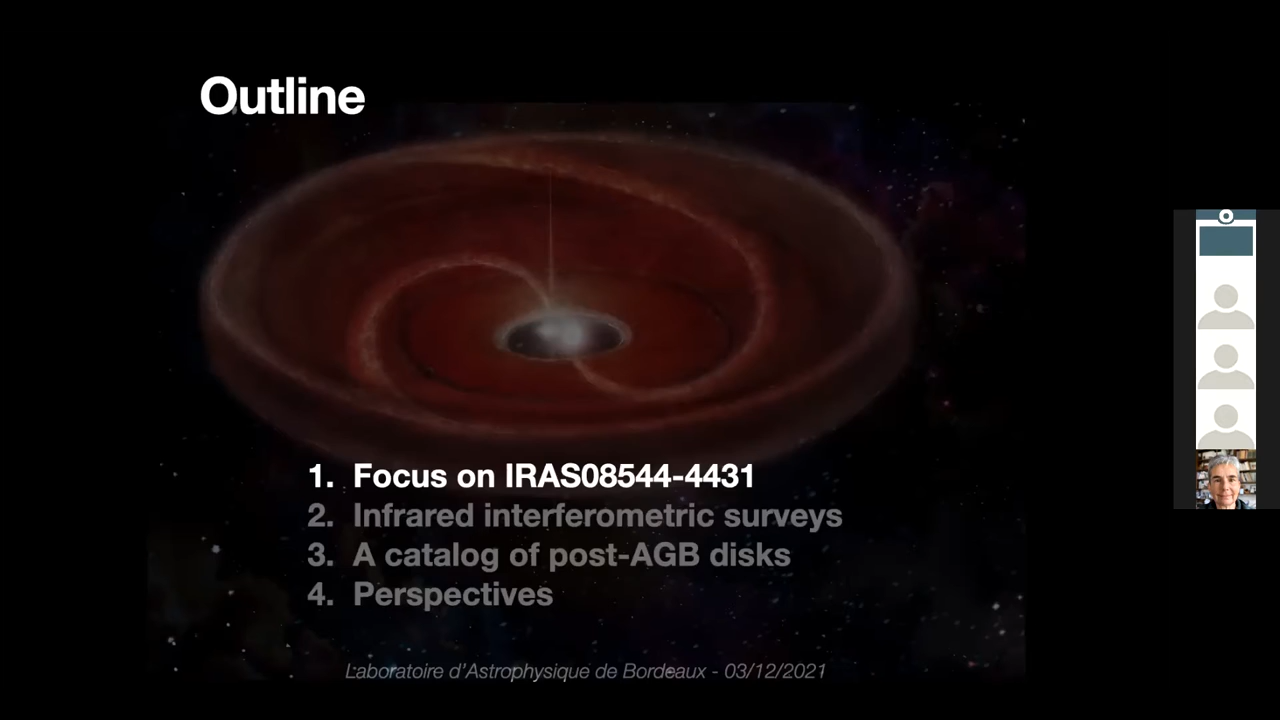 Outline
1. Focus on IRAS08544-4431
2. Infrared interferometric surveys
3. A catalog of post-AGB disks
4. Perspectives
Laboratoire d'Astrophysique de Bordeaux - 03/12/2021